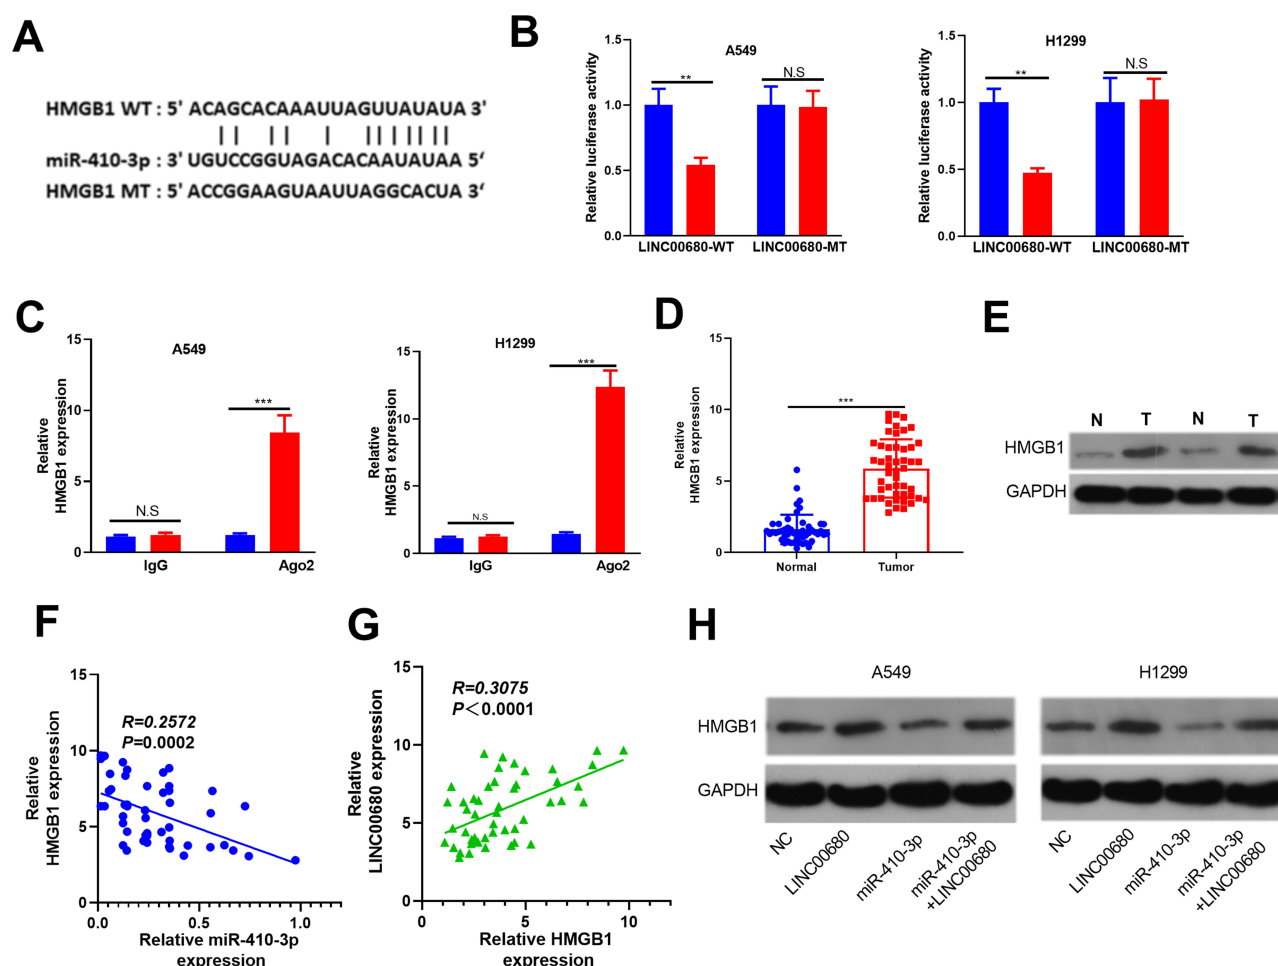 A
HMGB1 WT : 5' ACAGCACAAAUUAGUUAUAUA 3'
miR-410-3p : 3' UGUCCGGUAGACACAAUAUAA 5'
HMGB1 MT : 5' ACCGGAAGUAAUUAGGCACUA 3'
B
A549
Relative luciferase activity
1.5
1.0
0.5
0.0
**
N.S
LINC00680-WT
LINC00680-MT
H1299
Relative luciferase activity
1.5
1.0
0.5
0.0
**
N.S
LINC00680-WT
LINC00680-MT
C
A549
Relative
HMGB1 expression
15
10
5
0
N.S
***
IgG
Ago2
H1299
Relative
HMGB1 expression
15
10
5
0
N.S
***
IgG
Ago2
D
Relative
HMGB1 expression
15
10
5
0
***
Normal
Tumor
E
N T N T
HMGB1
GAPDH
F
Relative
HMGB1 expression
15
10
5
0
R=0.2572
P=0.0002
0.0 0.5 1.0
Relative miR-410-3p
expression
G
Relative
LINC00680 expression
15
10
5
0
R=0.3075
P<0.0001
0 5 10
Relative HMGB1
expression
H
A549
H1299
HMGB1
GAPDH
NC
LINC00680
miR-410-3p
miR-410-3p
+LINC00680
NC
LINC00680
miR-410-3p
miR-410-3p
+LINC00680